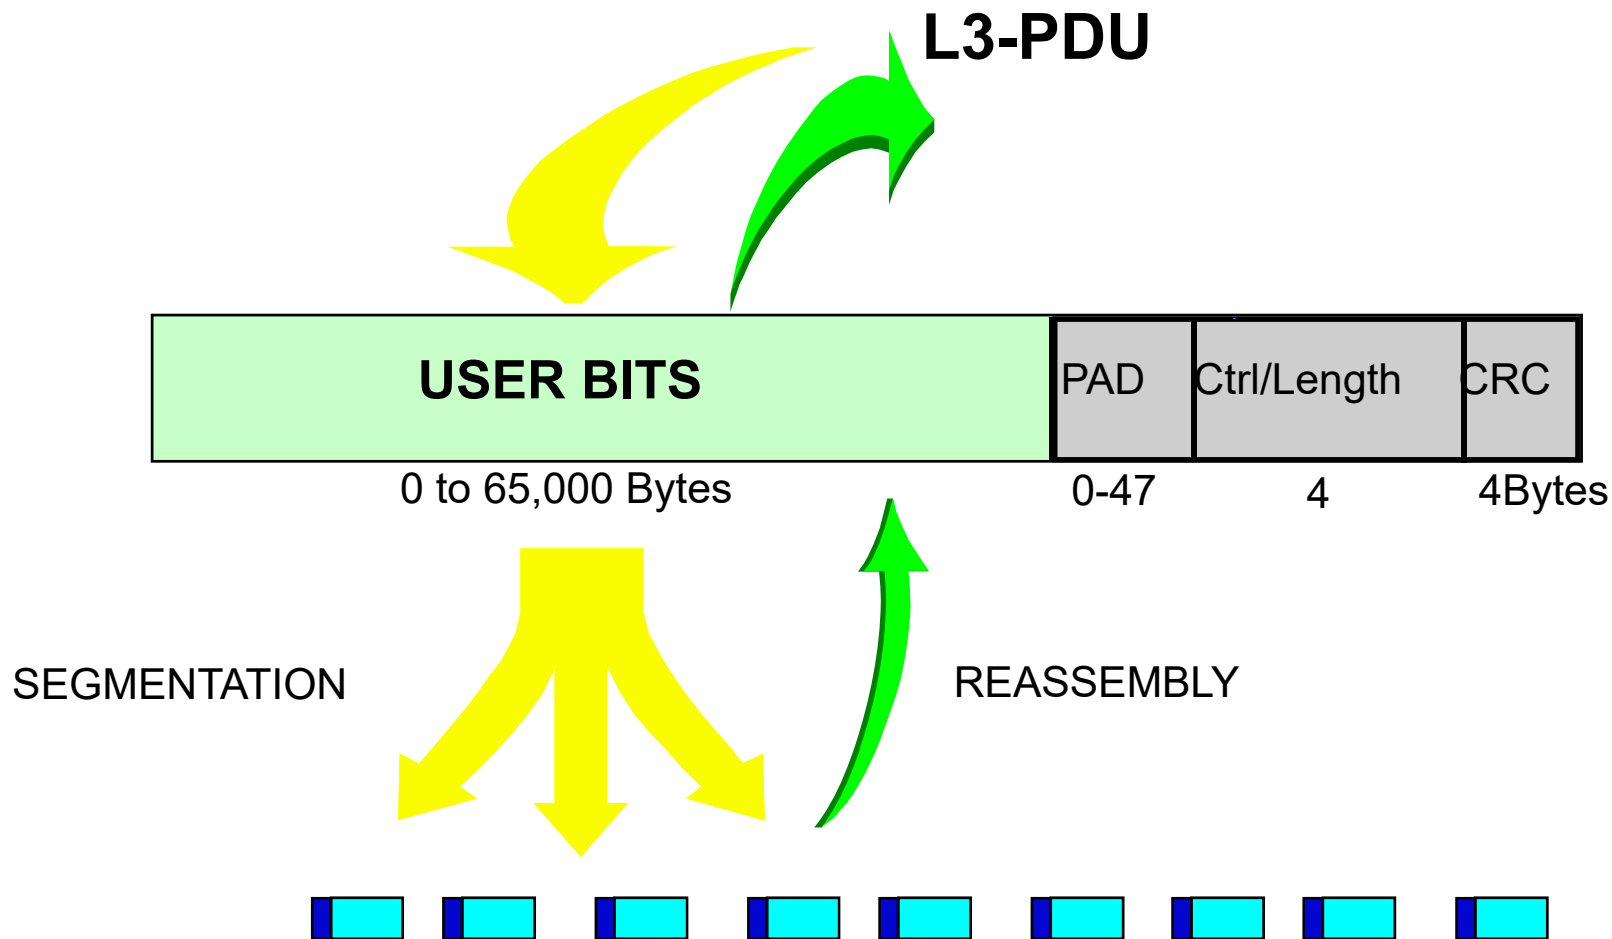 L3-PDU
USER BITS
PAD
Ctrl/Length
CRC
0 to 65,000 Bytes
0-47
4
4Bytes
SEGMENTATION
REASSEMBLY